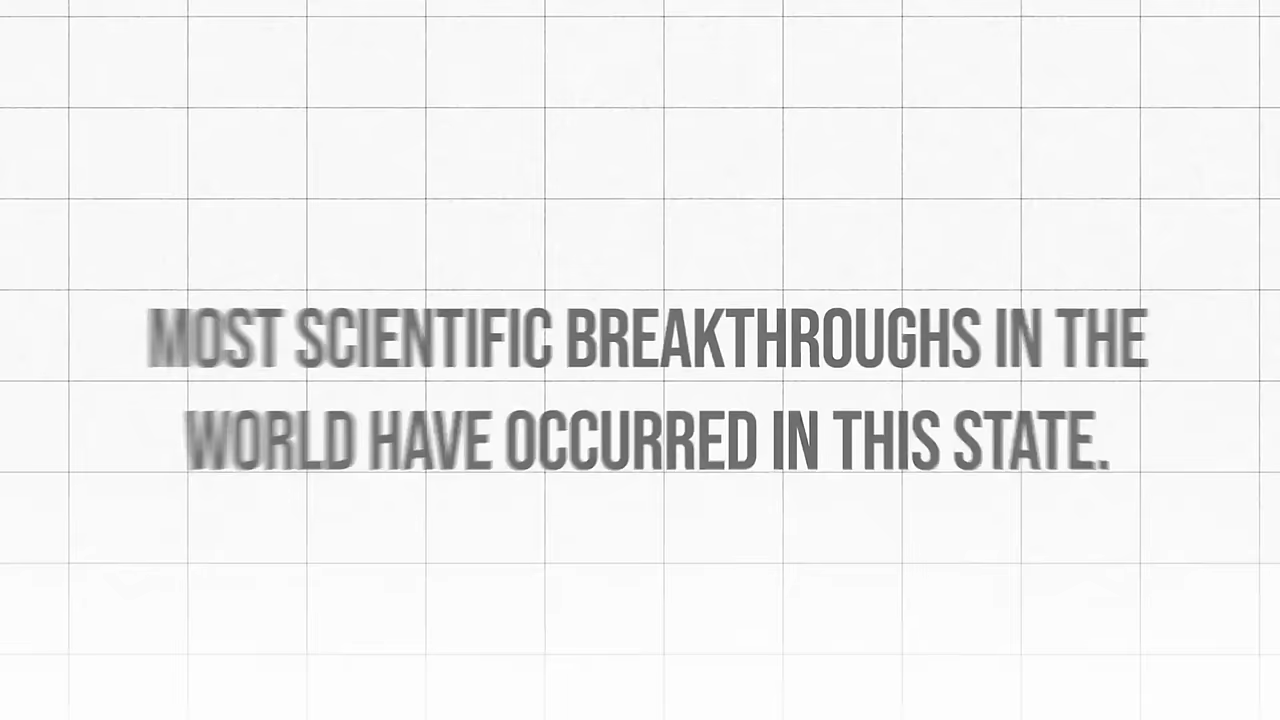 MOST SCIENTIFIC BREAKTHROUGHS IN THE
WORLD HAVE OCCURRED IN THIS STATE.